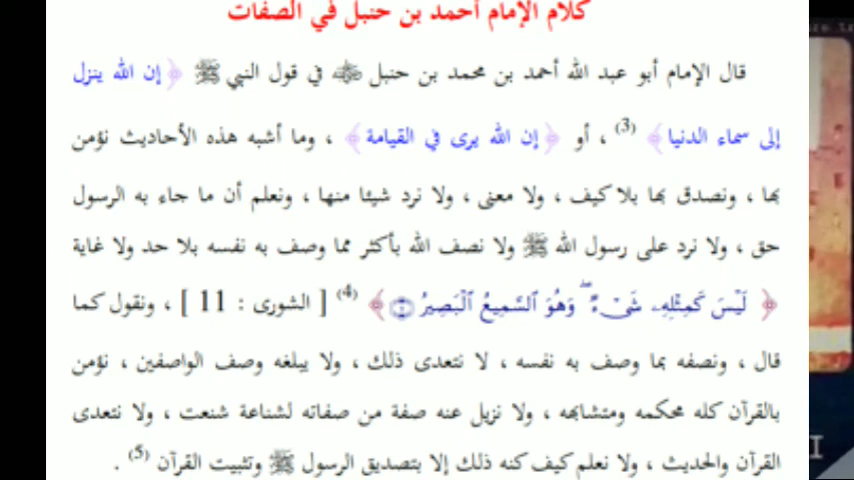 كلام الإمام أحمد بن حنبل في الصفات
قال الإمام أبو عبد الله أحمد بن محمد بن حنبل ﵁ في قول النبي ﷺ ﴿ إن الله ينزل
إلى سماء الدنيا ﴾ (3) ، أو ﴿ إن الله يرى في القيامة ﴾ ، وما أشبه هذه الأحاديث نؤمن
بها ، ونصدق بها بلا كيف ، ولا معنى ، ولا نرد شيئا منها ، ونعلم أن ما جاء به الرسول
حق ، ولا نرد على رسول الله ﷺ ولا نصف الله بأكثر مما وصف به نفسه بلا حد ولا غاية
﴿ لَيْسَ كَمِثْلِهِۦ شَىْءٌ ۖ وَهُوَ ٱلسَّمِيعُ ٱلْبَصِيرُ ﴾ (4) [ الشورى : 11 ] ، ونقول كما
قال ، ونصفه بما وصف به نفسه ، لا نتعدى ذلك ، ولا يبلغه وصف الواصفين ، نؤمن
بالقرآن كله محكمه ومتشابهه ، ولا نزيل عنه صفة من صفاته لشناعة شنعت ، ولا نتعدى
القرآن والحديث ، ولا نعلم كيف كنه ذلك إلا بتصديق الرسول ﷺ وتثبيت القرآن (5) .